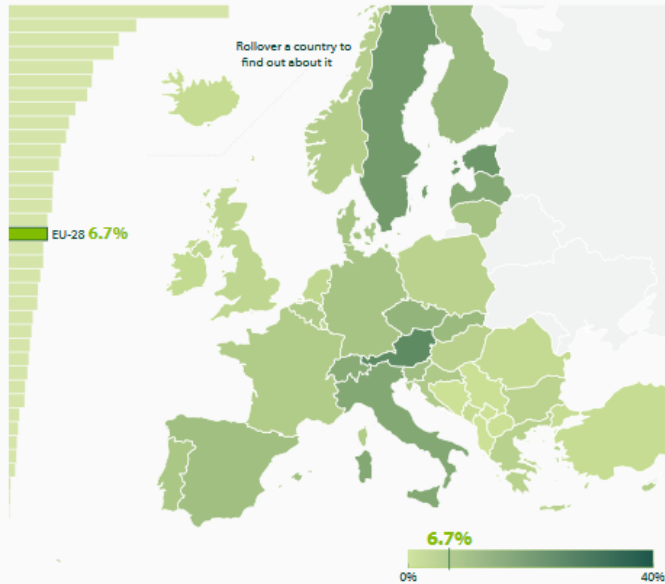 Rollover a country to
find out about it
EU-28 6.7%
6.7%
0% 40%